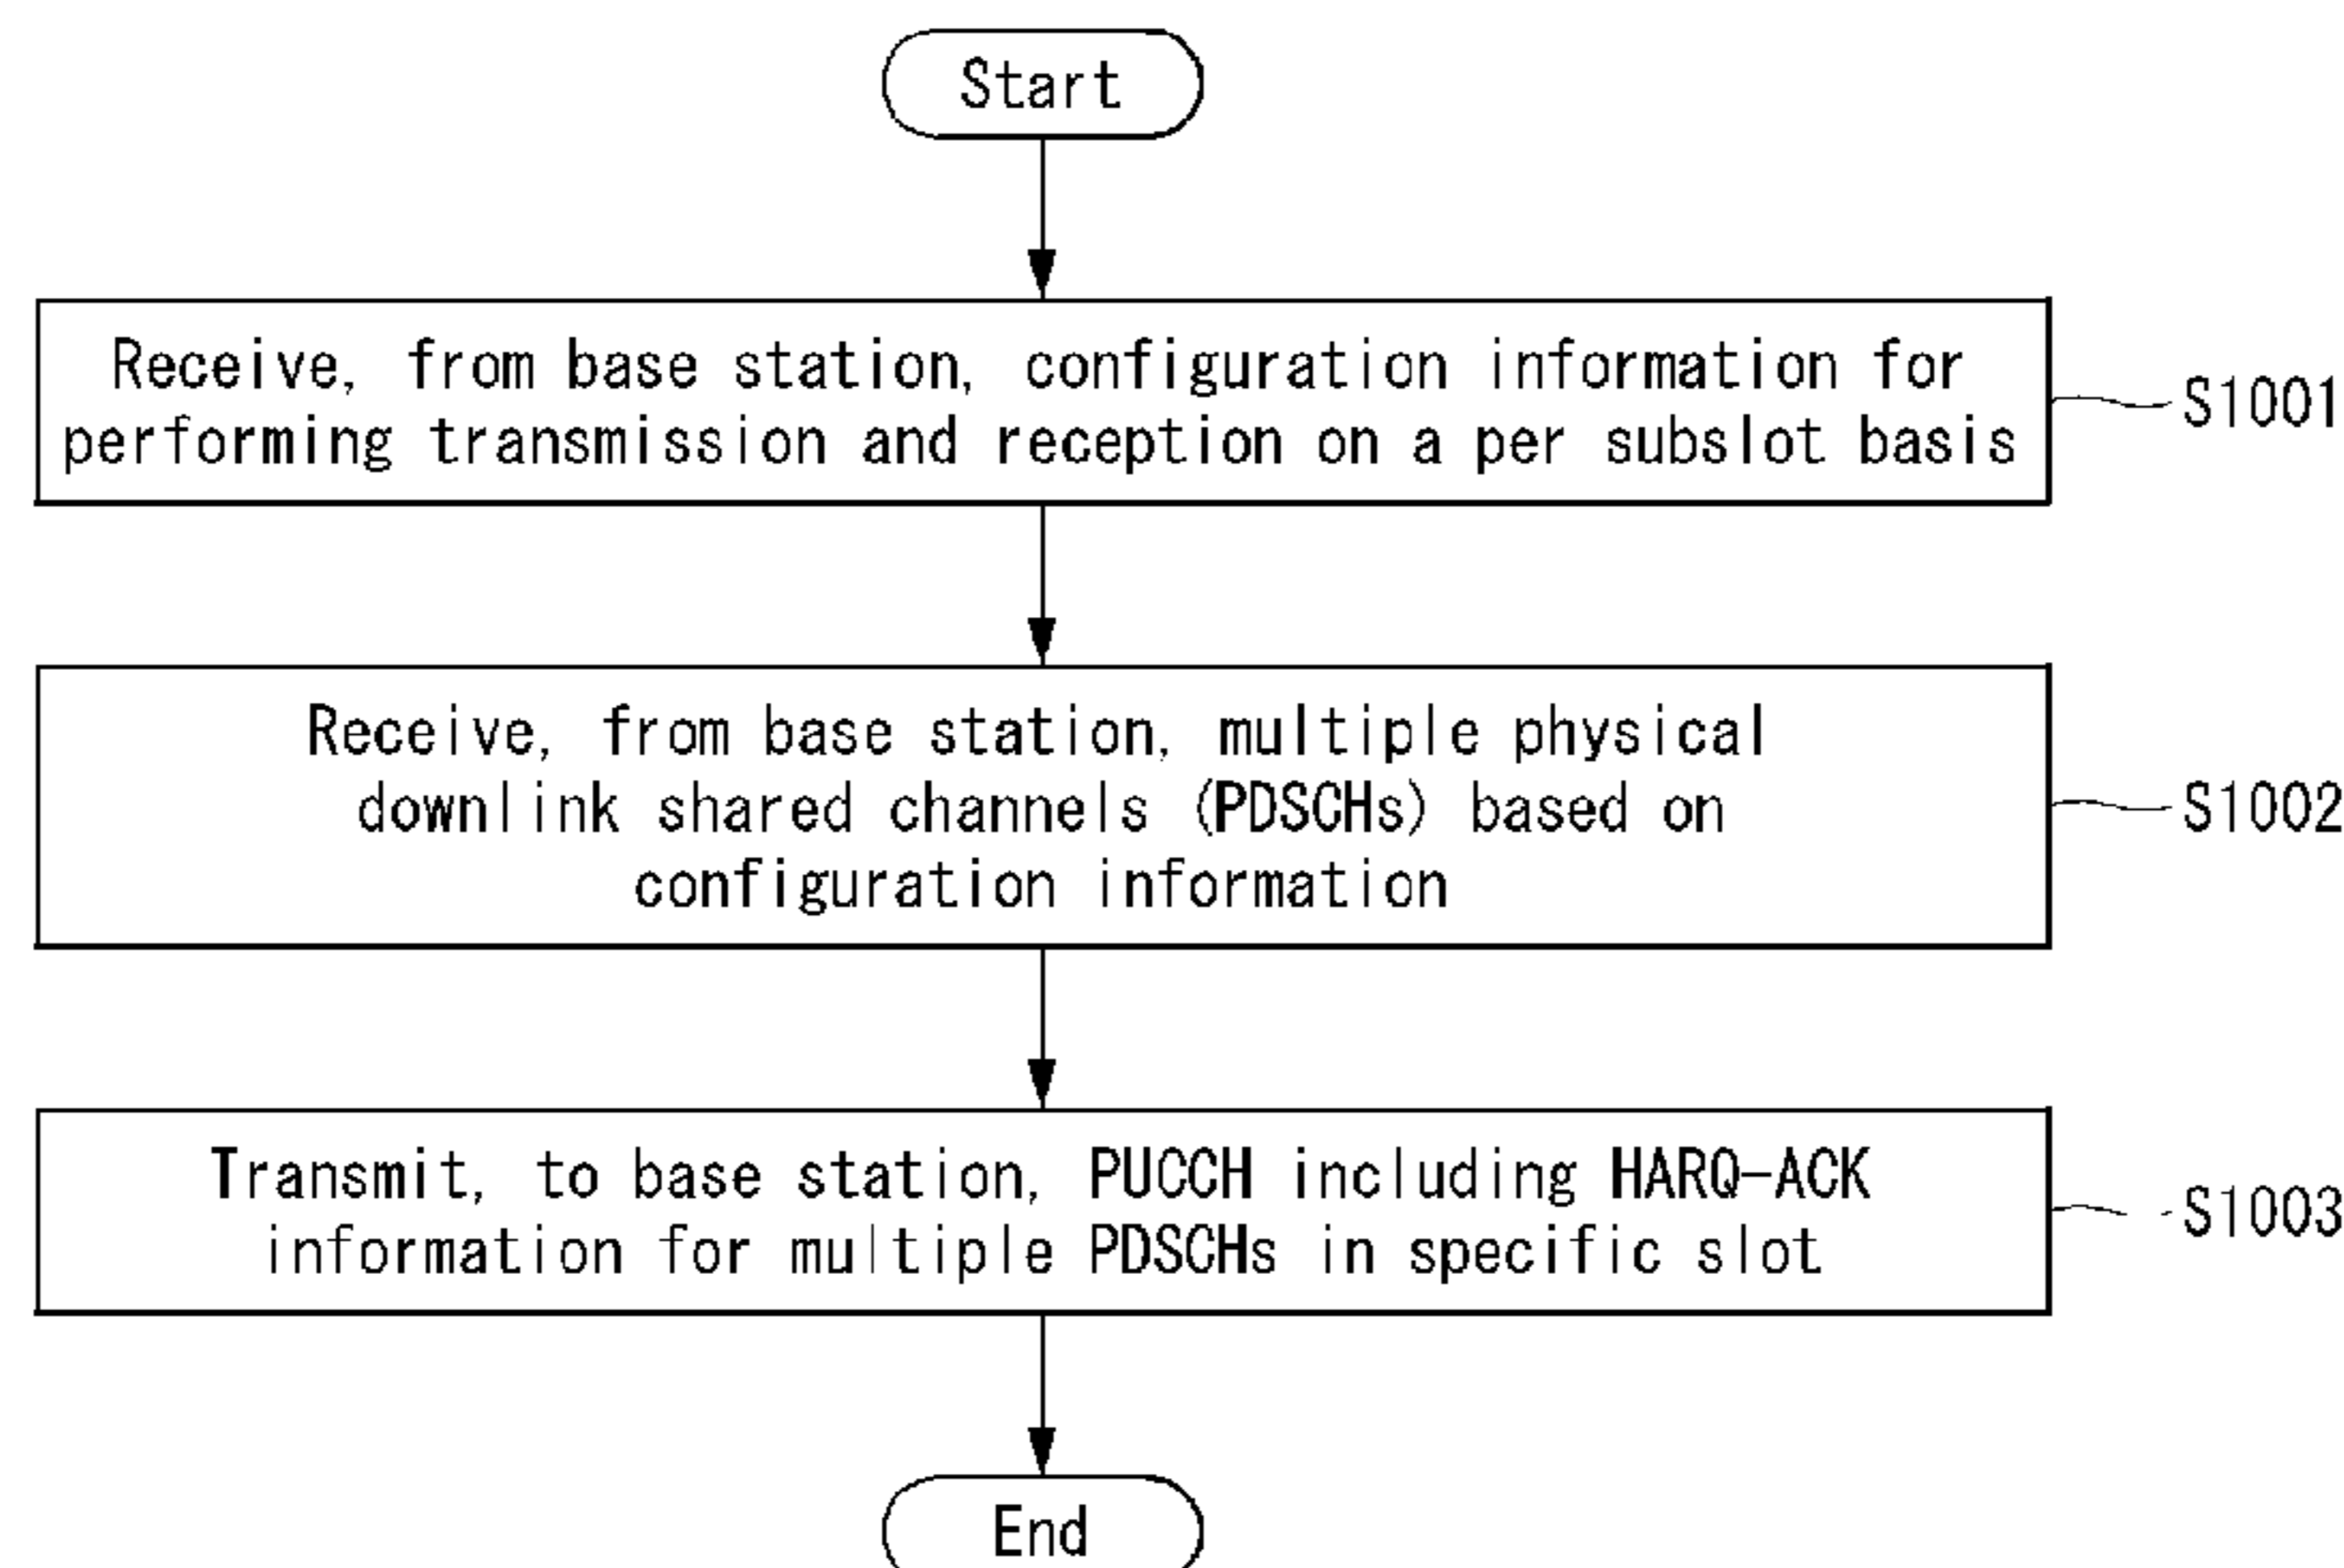 Start
Receive, from base station, configuration information for
performing transmission and reception on a per subslot basis
S1001
Receive, from base station, multiple physical
downlink shared channels (PDSCHs) based on
configuration information
S1002
Transmit, to base station, PUCCH including HARQ-ACK
information for multiple PDSCHs in specific slot
S1003
End